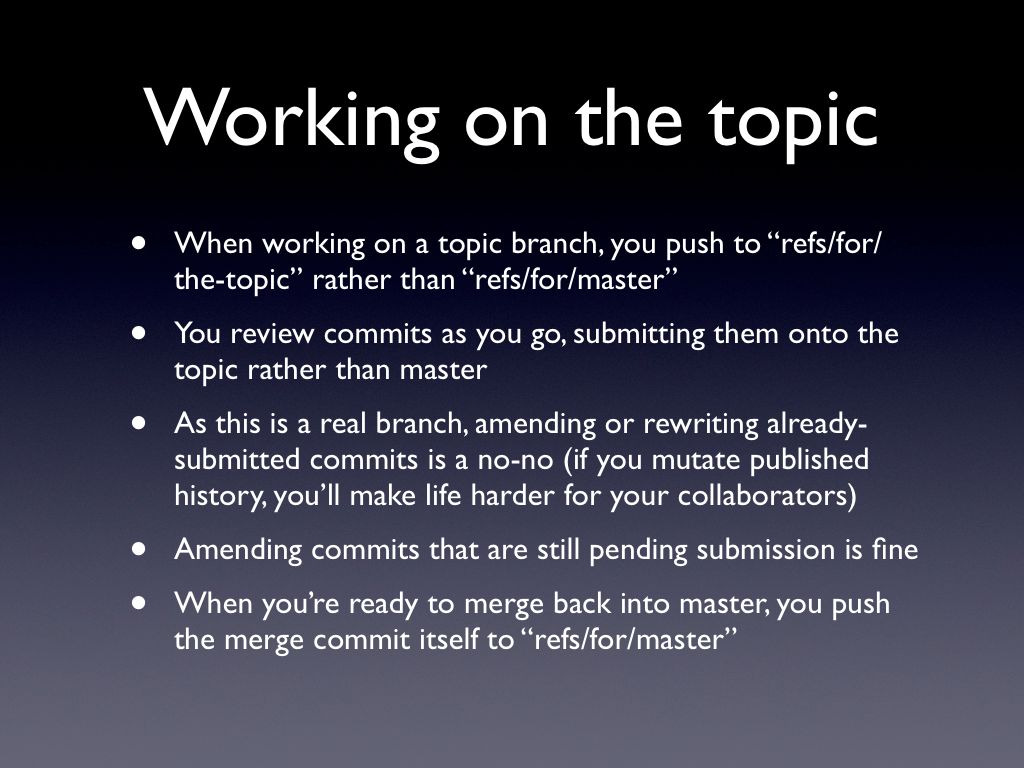 Working on the topic
• When working on a topic branch, you push to “refs/for/
the-topic” rather than “refs/for/master”
• You review commits as you go, submitting them onto the
topic rather than master
• As this is a real branch, amending or rewriting already-
submitted commits is a no-no (if you mutate published
history, you’ll make life harder for your collaborators)
• Amending commits that are still pending submission is fine
• When you’re ready to merge back into master, you push
the merge commit itself to “refs/for/master”